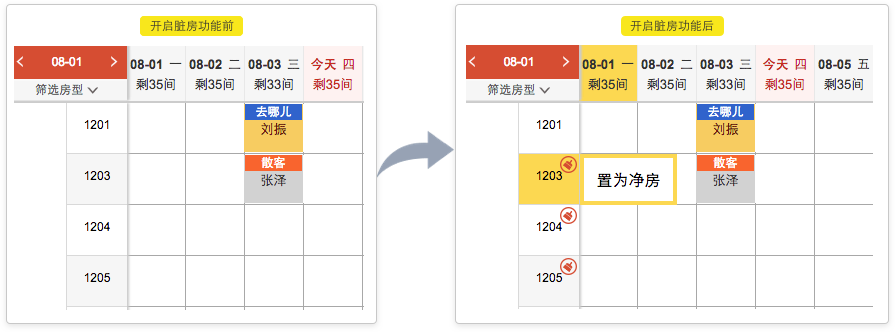 开启脏房功能前
08-01
08-01 一
08-02 二
08-03 三
今天 四
筛选房型
剩35间
剩35间
剩33间
剩35间
1201
去哪儿
刘振
1203
散客
张泽
1204
1205
开启脏房功能后
08-01
08-01 一
08-02 二
08-03 三
今天 四
08-05 五
筛选房型
剩35间
剩35间
剩33间
剩35间
剩35间
1201
去哪儿
刘振
1203
置为净房
散客
张泽
1204
1205